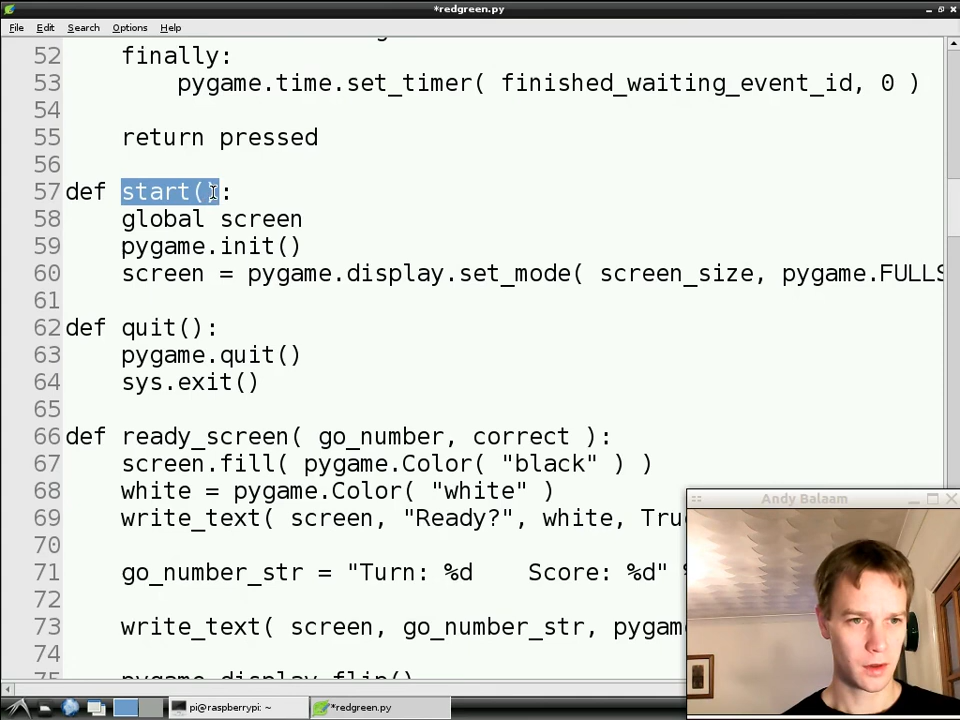 *redgreen.py
File Edit Search Options Help
52 finally:
53 pygame.time.set_timer( finished_waiting_event_id, 0 )
54
55 return pressed
56
57 def start():
58 global screen
59 pygame.init()
60 screen = pygame.display.set_mode( screen_size, pygame.FULLS
61
62 def quit():
63 pygame.quit()
64 sys.exit()
65
66 def ready_screen( go_number, correct ):
67 screen.fill( pygame.Color( "black" ) )
68 white = pygame.Color( "white" )
69 write_text( screen, "Ready?", white, Tru
70
71 go_number_str = "Turn: %d Score: %d" %
72
73 write_text( screen, go_number_str, pygam
74
75 pygame.display.flip()
Andy Balaam
pi@raspberrypi: ~
*redgreen.py